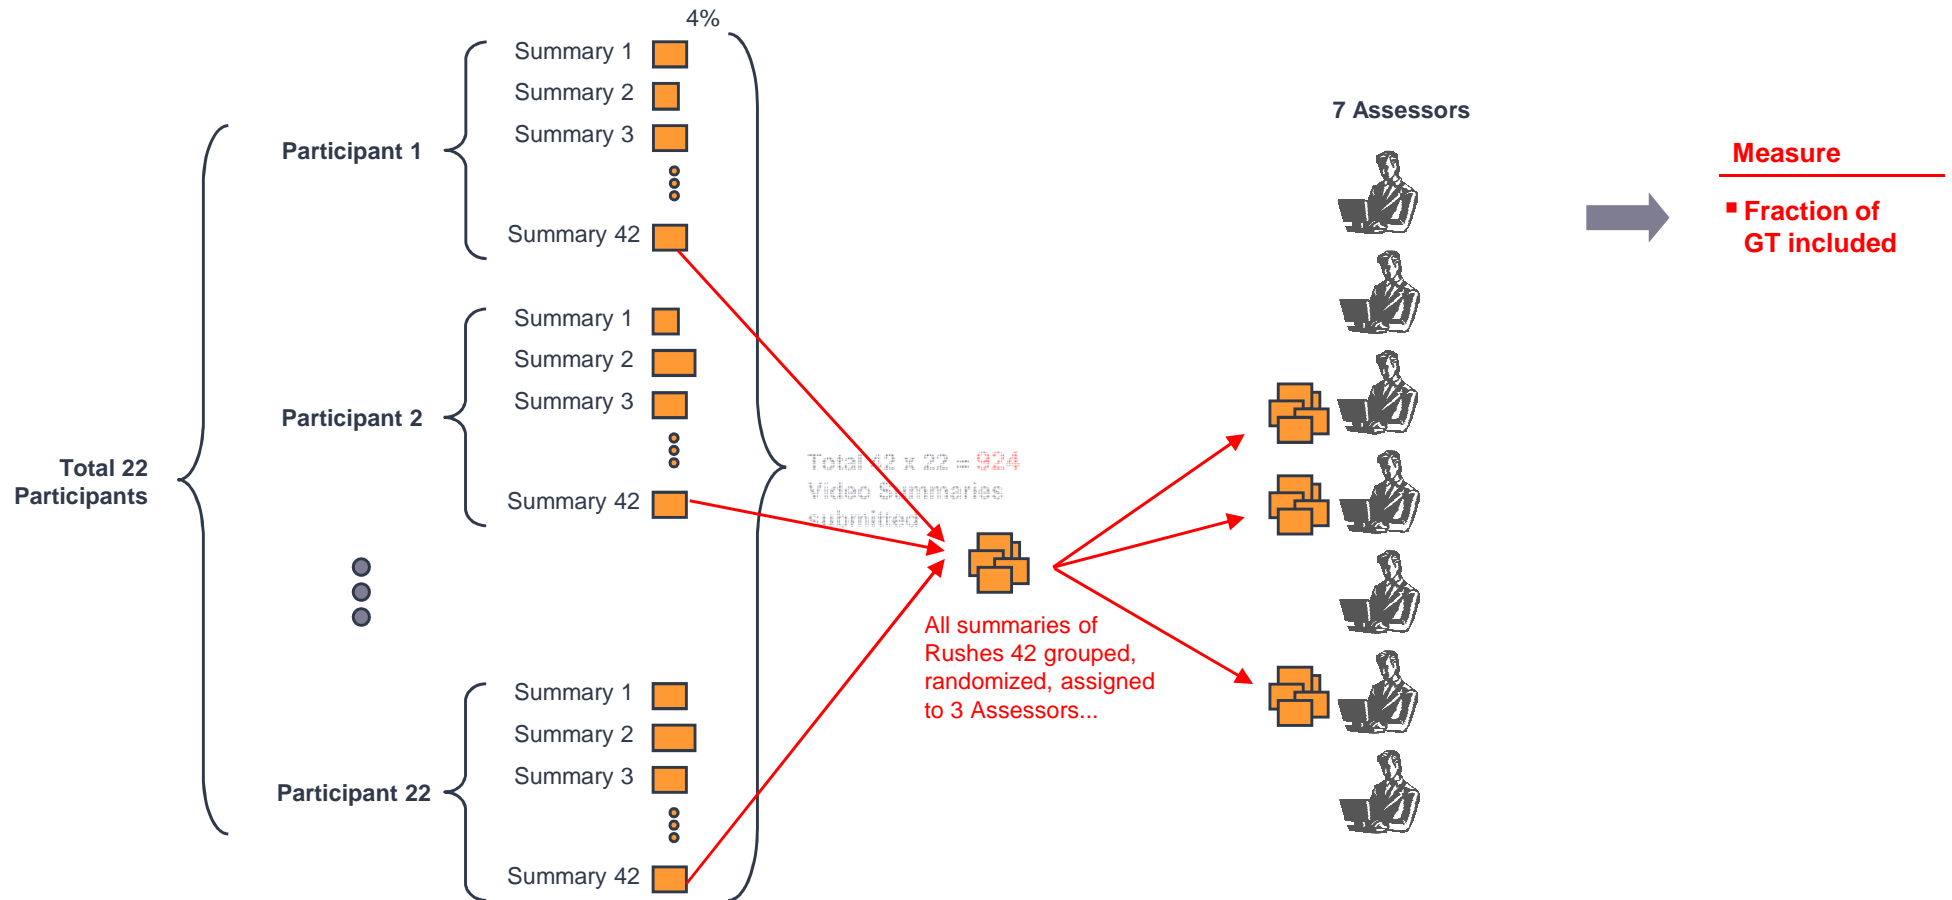 4%
Summary 1
Summary 2
Summary 3
Summary 42
Participant 1
Summary 1
Summary 2
Summary 3
Summary 42
Participant 2
Total 22
Participants
Summary 1
Summary 2
Summary 3
Summary 42
Participant 22
Total 42 x 22 = 924
Video Summaries
submitted
All summaries of
Rushes 42 grouped,
randomized, assigned
to 3 Assessors...
7 Assessors
Measure
▪ Fraction of
GT included